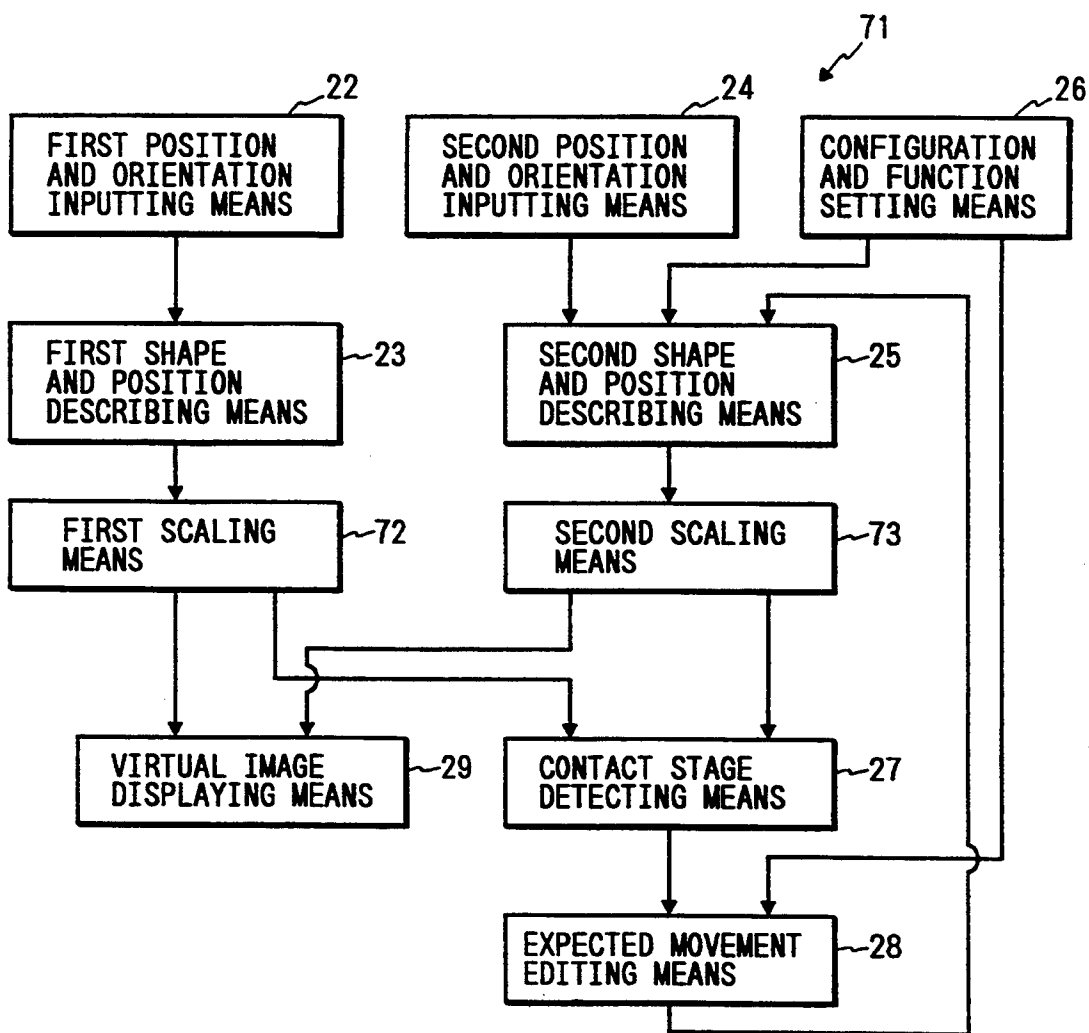 71
22
24
26
FIRST POSITION
AND ORIENTATION
INPUTTING MEANS
SECOND POSITION
AND ORIENTATION
INPUTTING MEANS
CONFIGURATION
AND FUNCTION
SETTING MEANS
FIRST SHAPE
AND POSITION
DESCRIBING MEANS
23
SECOND SHAPE
AND POSITION
DESCRIBING MEANS
25
FIRST SCALING
MEANS
72
SECOND SCALING
MEANS
73
VIRTUAL IMAGE
DISPLAYING MEANS
29
CONTACT STAGE
DETECTING MEANS
27
EXPECTED MOVEMENT
EDITING MEANS
28